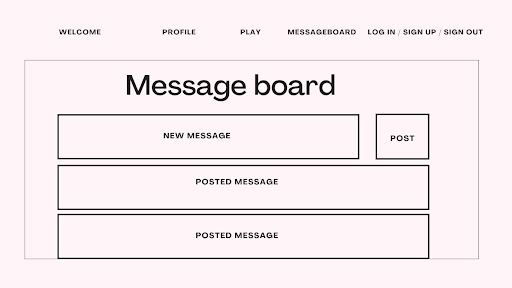 WELCOME PROFILE PLAY MESSAGEBOARD LOG IN / SIGN UP / SIGN OUT
Message board
NEW MESSAGE POST
POSTED MESSAGE
POSTED MESSAGE